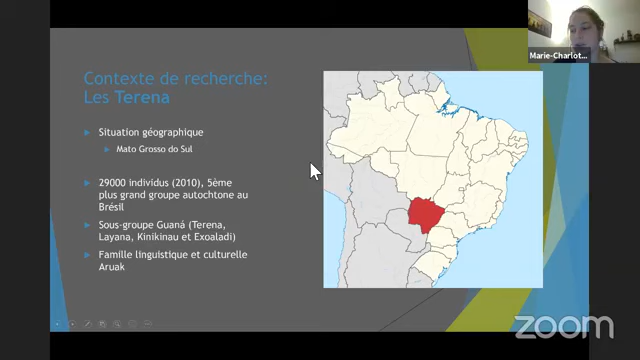 Marie-Charlot...
Contexte de recherche:
Les Terena
Situation géographique
Mato Grosso do Sul
29000 individus (2010), 5ème
plus grand groupe autochtone au
Brésil
Sous-groupe Guaná (Terena,
Layana, Kinikinau et Exoaladi)
Famille linguistique et culturelle
Aruak
zoom